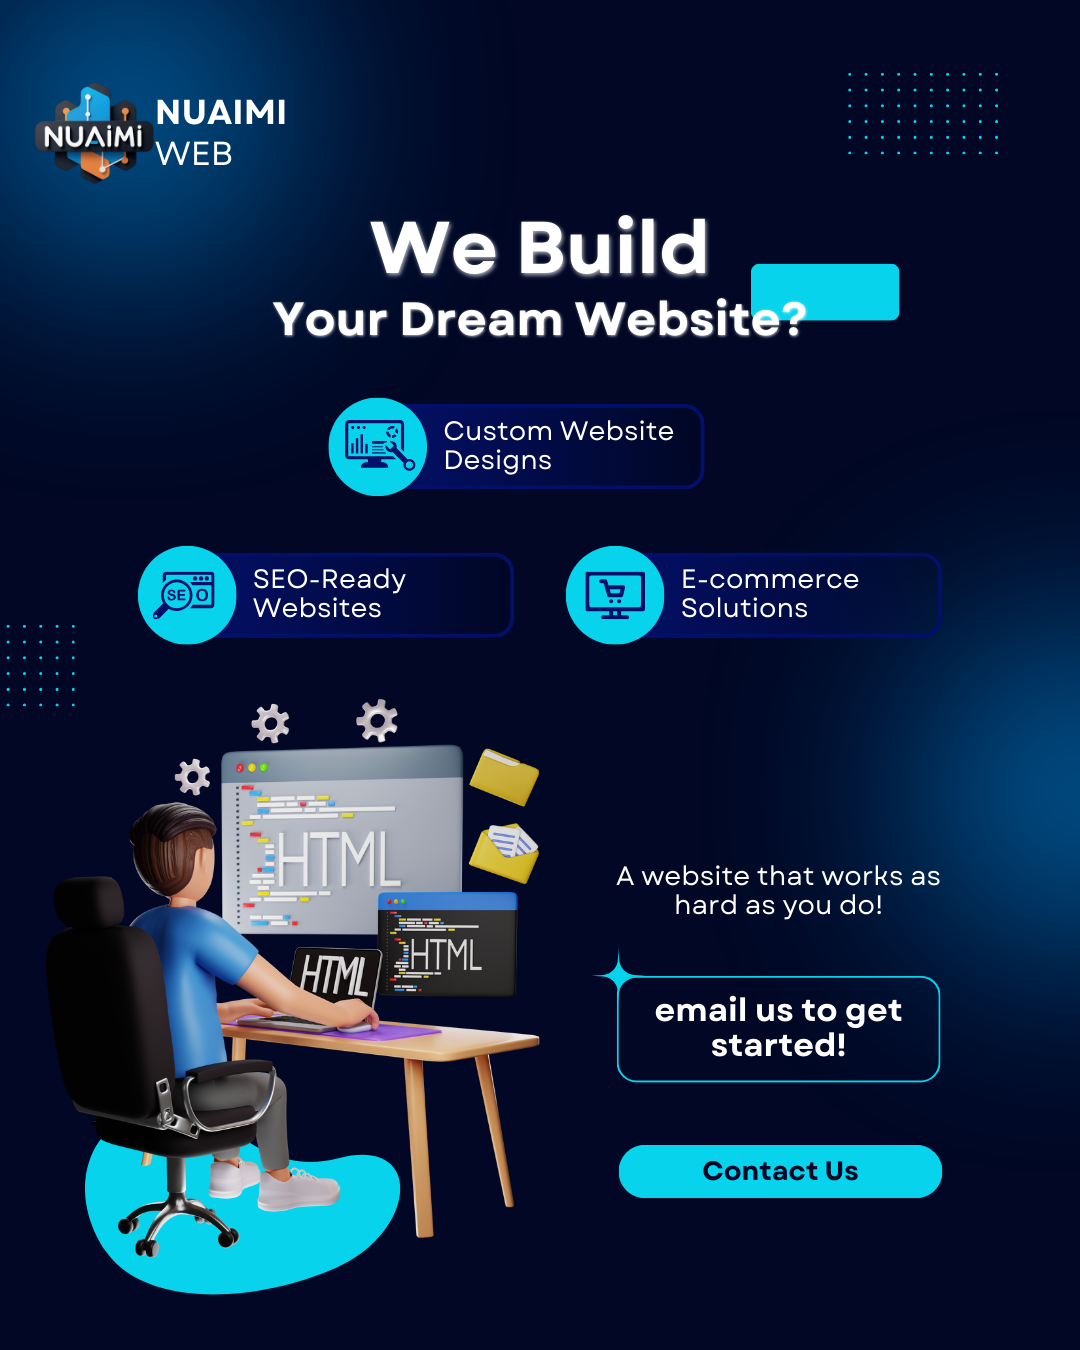 NUAiMi
NUAIMI
WEB
We Build
Your Dream Website?
Custom Website
Designs
SEO-Ready
Websites
SEO
E-commerce
Solutions
HTML
HTML
HTML
A website that works as
hard as you do!
email us to get
started!
Contact Us